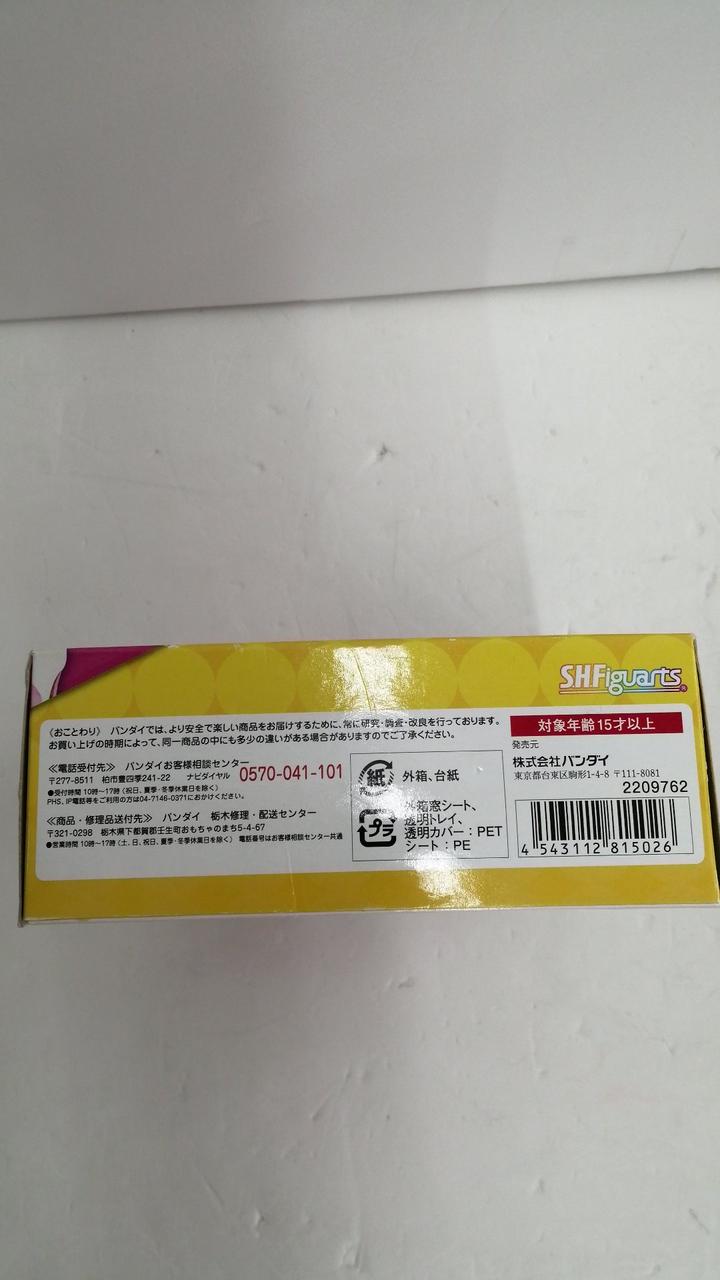 S.H.Figuarts
《おことわり》 バンダイでは、より安全で楽しい商品をお届けするために、常に研究・調査・改良を行っております。
お買い上げの時期によって、同一商品の中にも多少の違いがある場合がありますのでご了承ください。
《電話受付先》 バンダイお客様相談センター
〒277-8511 柏市豊四季241-22 ナビダイヤル 0570-041-101
●受付時間 10時〜17時(祝日、夏季・冬季休業日を除く)
PHS、IP電話等をご利用の方は04-7146-0371におかけください。
《商品・修理品送付先》 バンダイ 栃木修理・配送センター
〒321-0298 栃木県下都賀郡壬生町おもちゃのまち5-4-67
●営業時間 10時〜17時(土、日、祝日、夏季・冬季休業日を除く) 電話番号はお客様相談センター共通
紙 外箱、台紙
プラ
外箱窓シート、
透明トレイ、
透明カバー:PET
シート:PE
対象年齢15才以上
発売元
株式会社バンダイ
東京都台東区駒形1-4-8 〒111-8081
2209762
4 543112 815026